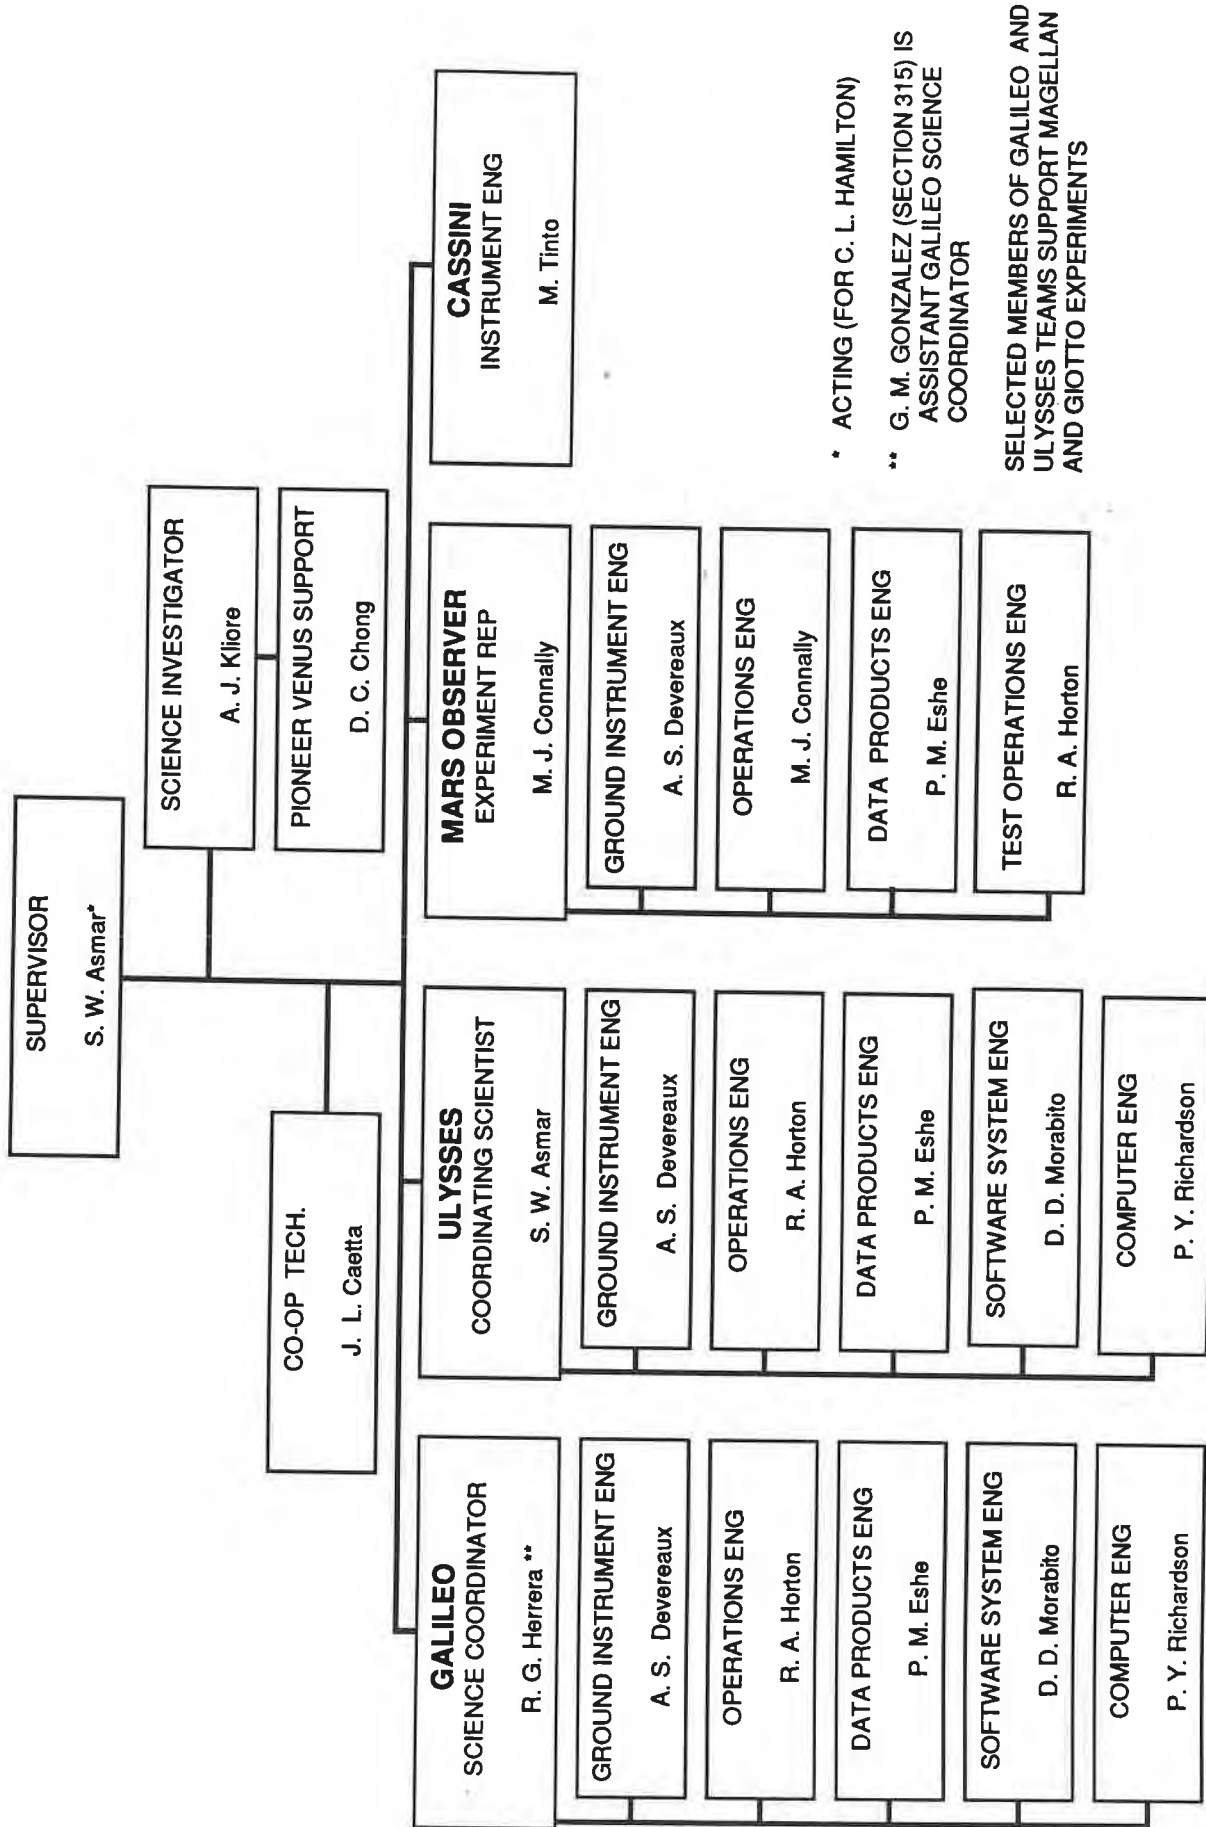 SUPERVISOR
S. W. Asmar*
SCIENCE INVESTIGATOR
A. J. Kliore
PIONEER VENUS SUPPORT
D. C. Chong
CO-OP TECH.
J. L. Caetta
GALILEO
SCIENCE COORDINATOR
R. G. Herrera **
GROUND INSTRUMENT ENG
A. S. Devereaux
OPERATIONS ENG
R. A. Horton
DATA PRODUCTS ENG
P. M. Eshe
SOFTWARE SYSTEM ENG
D. D. Morabito
COMPUTER ENG
P. Y. Richardson
ULYSSES
COORDINATING SCIENTIST
S. W. Asmar
GROUND INSTRUMENT ENG
A. S. Devereaux
OPERATIONS ENG
R. A. Horton
DATA PRODUCTS ENG
P. M. Eshe
SOFTWARE SYSTEM ENG
D. D. Morabito
COMPUTER ENG
P. Y. Richardson
MARS OBSERVER
EXPERIMENT REP
M. J. Connally
GROUND INSTRUMENT ENG
A. S. Devereaux
OPERATIONS ENG
M. J. Connally
DATA PRODUCTS ENG
P. M. Eshe
TEST OPERATIONS ENG
R. A. Horton
CASSINI
INSTRUMENT ENG
M. Tinto
* ACTING (FOR C. L. HAMILTON)
** G. M. GONZALEZ (SECTION 315) IS
ASSISTANT GALILEO SCIENCE
COORDINATOR
SELECTED MEMBERS OF GALILEO AND
ULYSSES TEAMS SUPPORT MAGELLAN
AND GIOTTO EXPERIMENTS